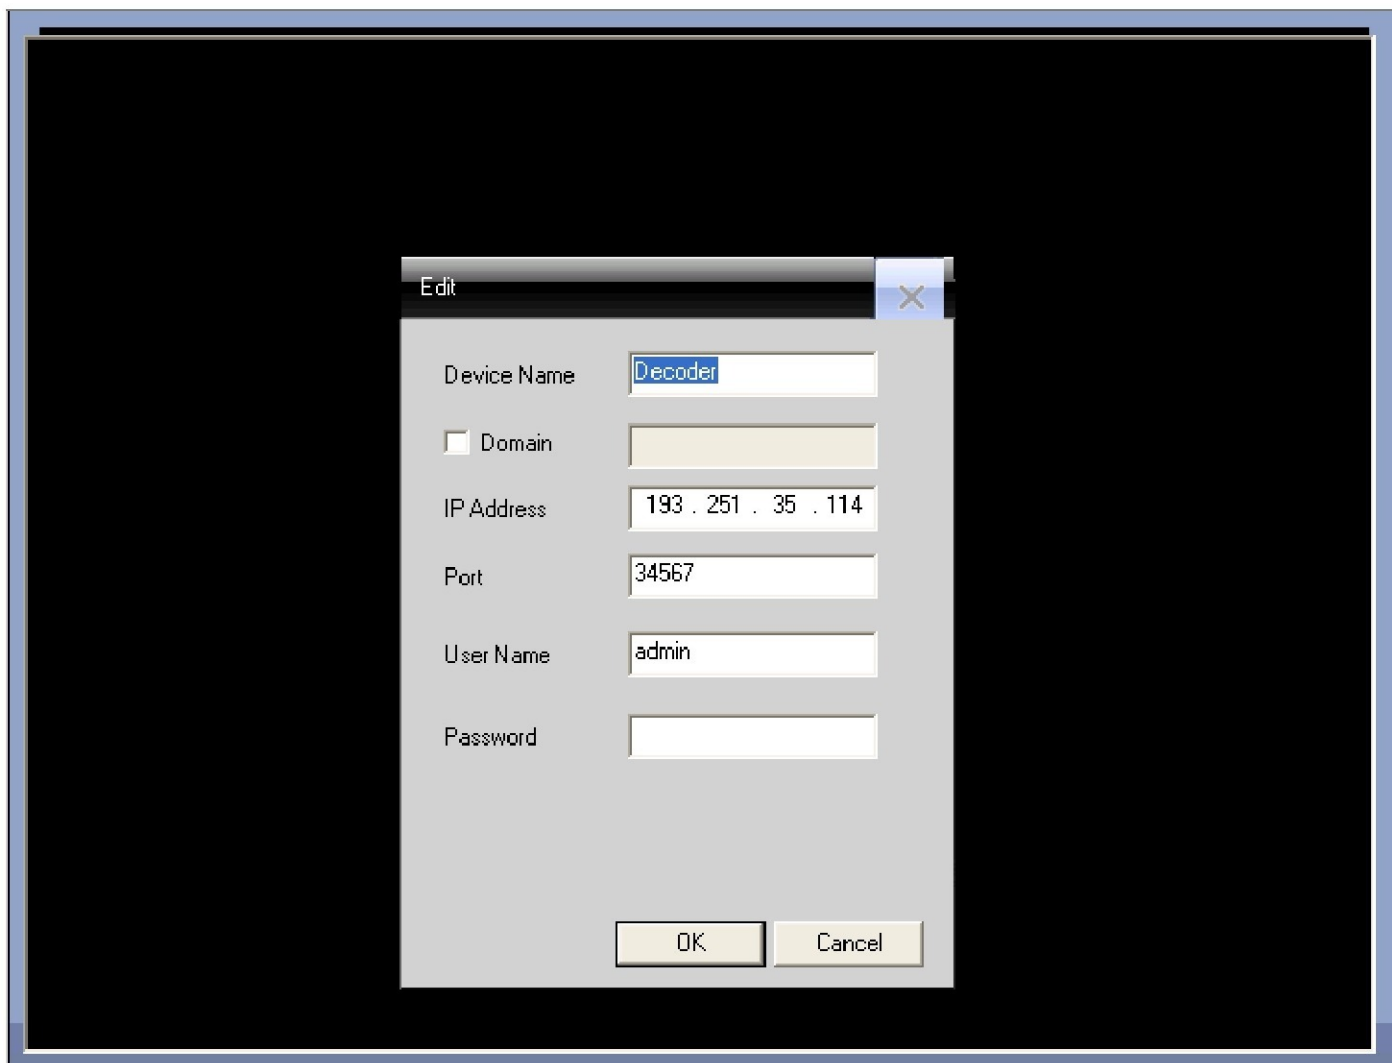 Edit
Device Name Decoder
Domain
IP Address 193 . 251 . 35 . 114
Port 34567
User Name admin
Password
OK Cancel